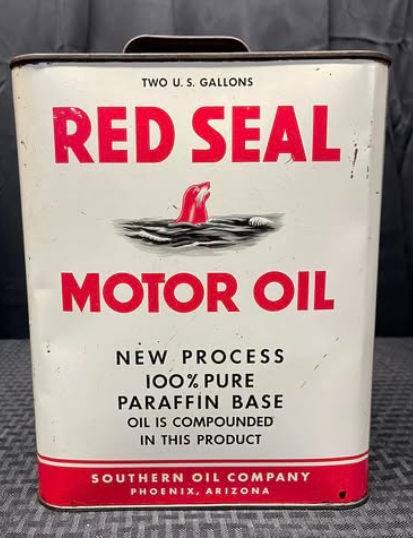 TWO U. S. GALLONS
RED SEAL
MOTOR OIL
NEW PROCESS
100% PURE
PARAFFIN BASE
OIL IS COMPOUNDED
IN THIS PRODUCT
SOUTHERN OIL COMPANY
PHOENIX, ARIZONA